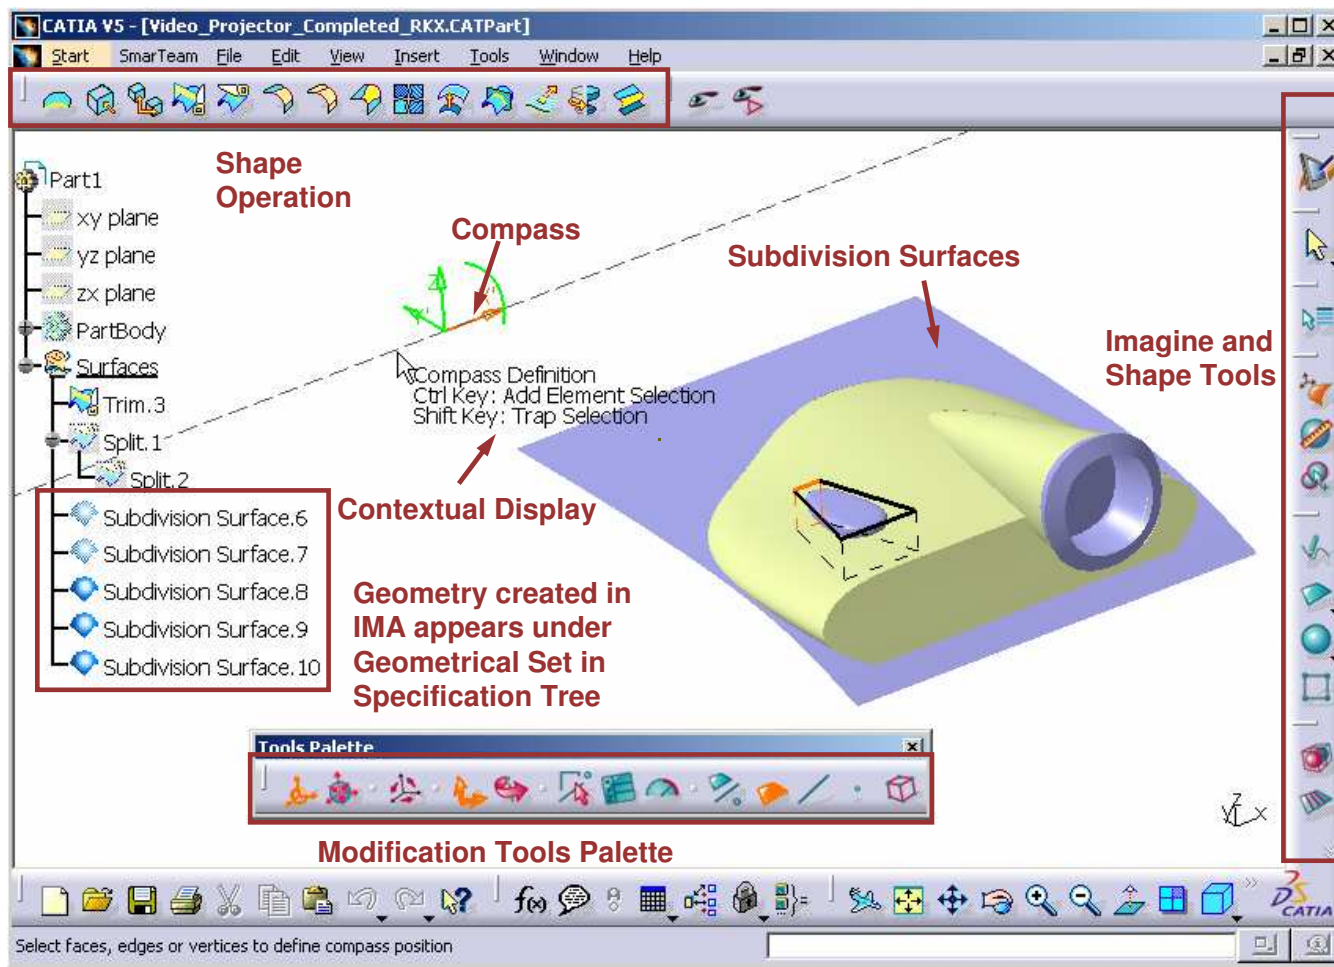 CATIA V5 - [Video_Projector_Completed_RKX.CATPart]
Start SmarTeam File Edit View Insert Tools Window Help
Shape
Operation
Part1
xy plane
yz plane
zx plane
PartBody
Surfaces
Trim.3
Split.1
Split.2
Subdivision Surface.6
Subdivision Surface.7
Subdivision Surface.8
Subdivision Surface.9
Subdivision Surface.10
Compass
Z
Compass Definition
Ctrl Key: Add Element Selection
Shift Key: Trap Selection
Contextual Display
Subdivision Surfaces
Imagine and
Shape Tools
Geometry created in
IMA appears under
Geometrical Set in
Specification Tree
Tools Palette
Modification Tools Palette
Z
Y
X
f(x)
CATIA
Select faces, edges or vertices to define compass position